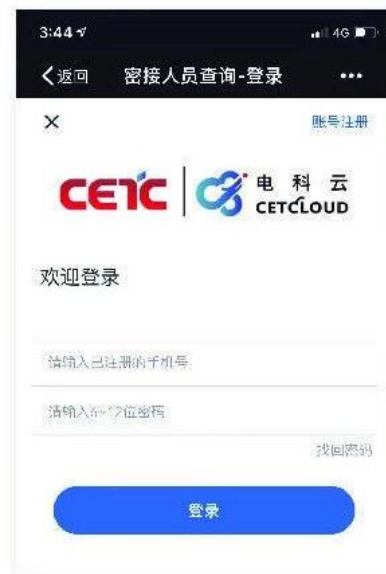 3:44
4G
返回 密接人员查询-登录
账号注册
CETC 电科云
CETCLOUD
欢迎登录
请输入已注册的手机号
请输入6~12位密码
找回密码
登录